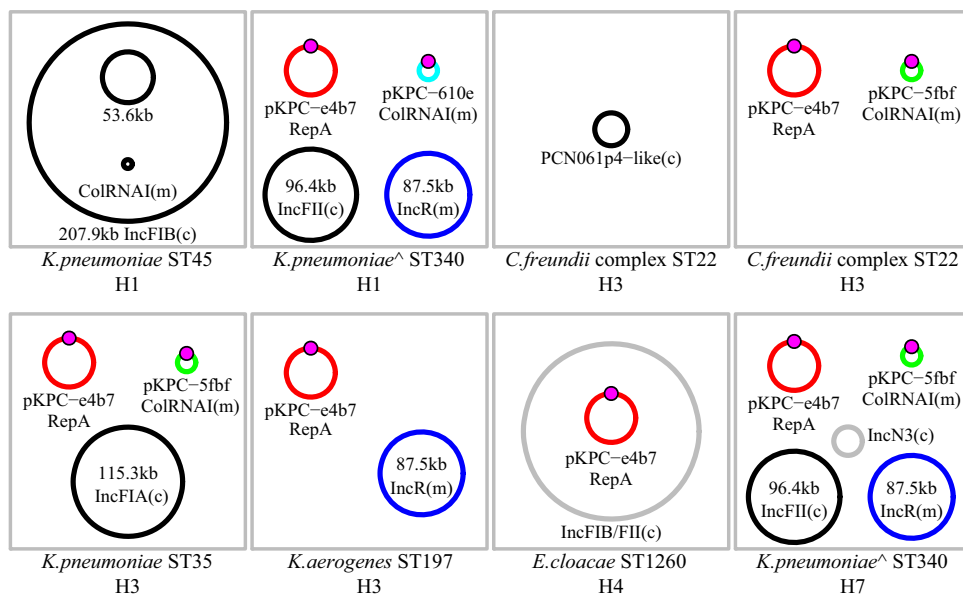 53.6kb
ColRNAI(m)
207.9kb IncFIB(c)
K.pneumoniae ST45
H1
pKPC−e4b7
RepA
pKPC−610e
ColRNAI(m)
96.4kb
IncFII(c)
87.5kb
IncR(m)
K.pneumoniae^ ST340
H1
PCN061p4−like(c)
C.freundii complex ST22
H3
pKPC−e4b7
RepA
pKPC−5fbf
ColRNAI(m)
C.freundii complex ST22
H3
pKPC−e4b7
RepA
pKPC−5fbf
ColRNAI(m)
115.3kb
IncFIA(c)
K.pneumoniae ST35
H3
pKPC−e4b7
RepA
87.5kb
IncR(m)
K.aerogenes ST197
H3
pKPC−e4b7
RepA
IncFIB/FII(c)
E.cloacae ST1260
H4
pKPC−e4b7
RepA
pKPC−5fbf
ColRNAI(m)
IncN3(c)
96.4kb
IncFII(c)
87.5kb
IncR(m)
K.pneumoniae^ ST340
H7